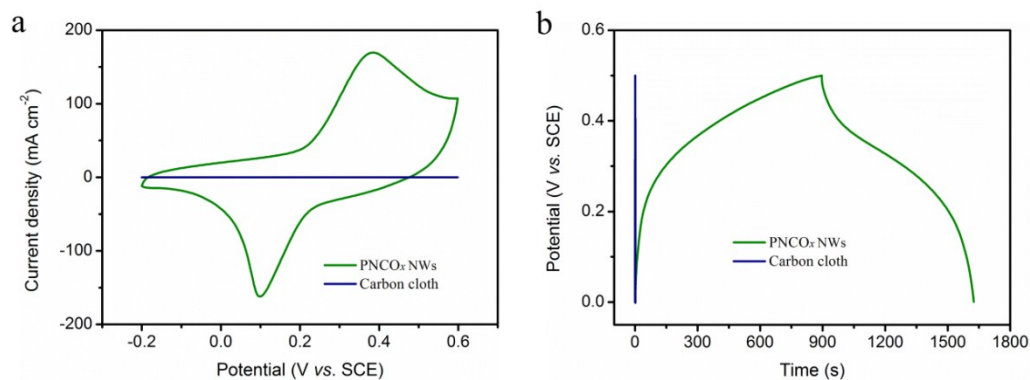 a
200
100
0
-100
-200
Current density (mA cm⁻²)
PNCOx NWs
Carbon cloth
-0.2 0.0 0.2 0.4 0.6
Potential (V vs. SCE)
b
0.6
0.4
0.2
0.0
Potential (V vs. SCE)
PNCOx NWs
Carbon cloth
0 300 600 900 1200 1500 1800
Time (s)